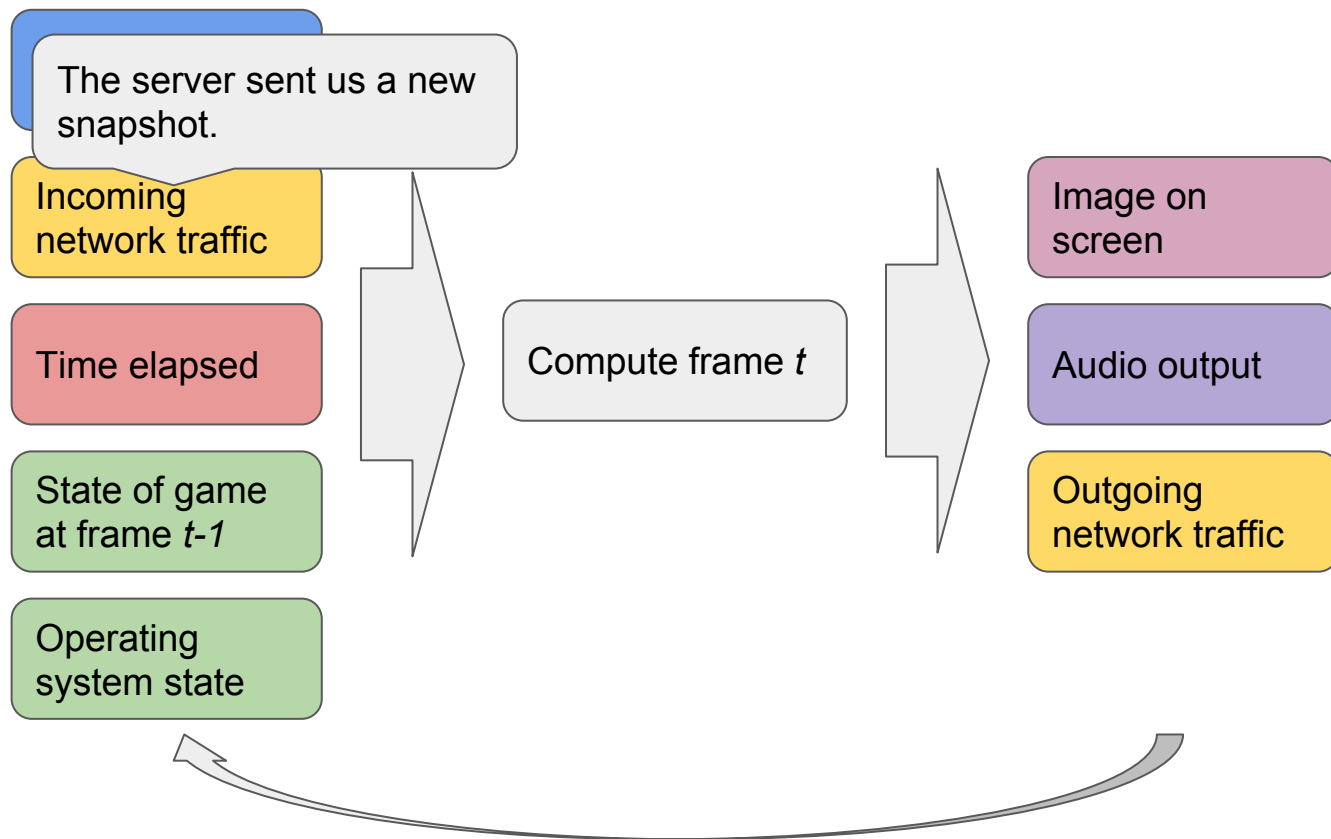 The server sent us a new
snapshot.
Incoming
network traffic
Time elapsed
State of game
at frame t-1
Operating
system state
Compute frame t
Image on
screen
Audio output
Outgoing
network traffic